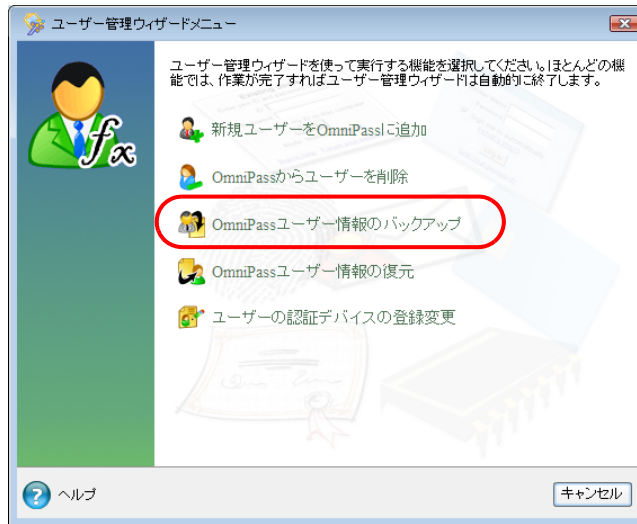 ユーザー管理ウィザードメニュー
ユーザー管理ウィザードを使って実行する機能を選択してください。ほとんどの機
能では、作業が完了すればユーザー管理ウィザードは自動的に終了します。
fx
新規ユーザーをOmniPassに追加
OmniPassからユーザーを削除
OmniPassユーザー情報のバックアップ
OmniPassユーザー情報の復元
ユーザーの認証デバイスの登録変更
? ヘルプ
キャンセル